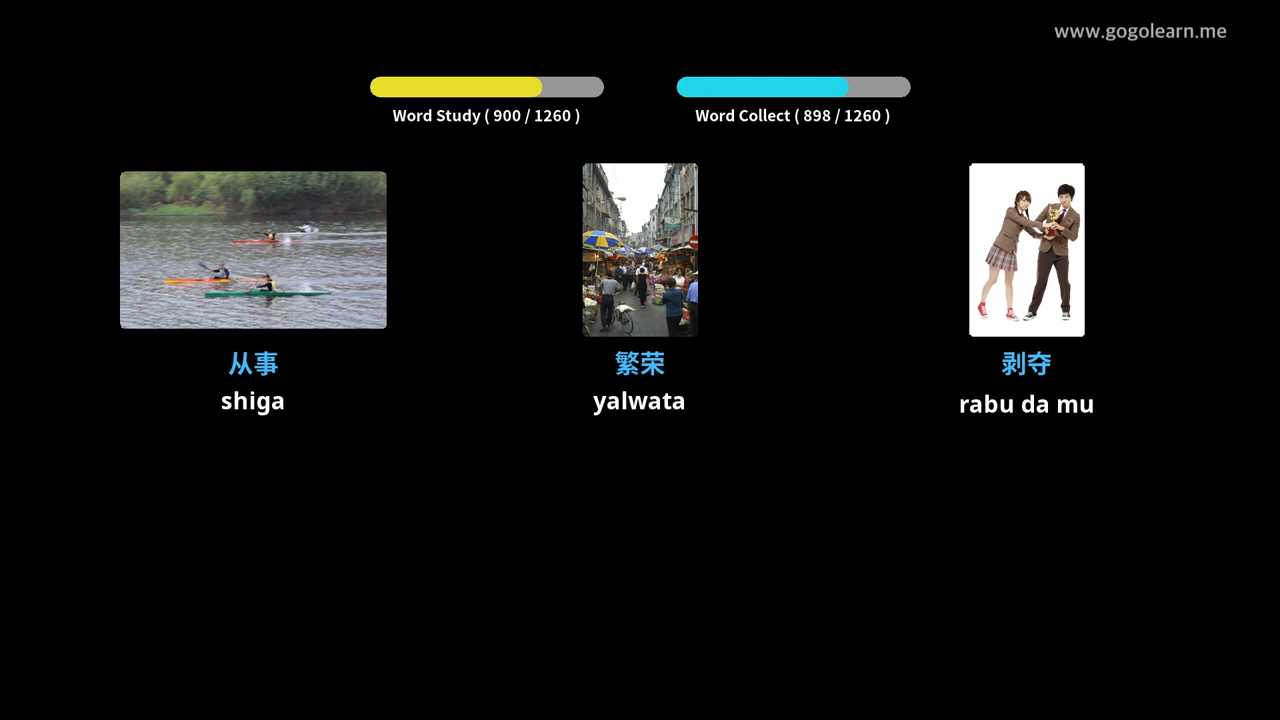 www.gogolearn.me
Word Study ( 900 / 1260 )
Word Collect ( 898 / 1260 )
从事
shiga
繁荣
yalwata
剥夺
rabu da mu